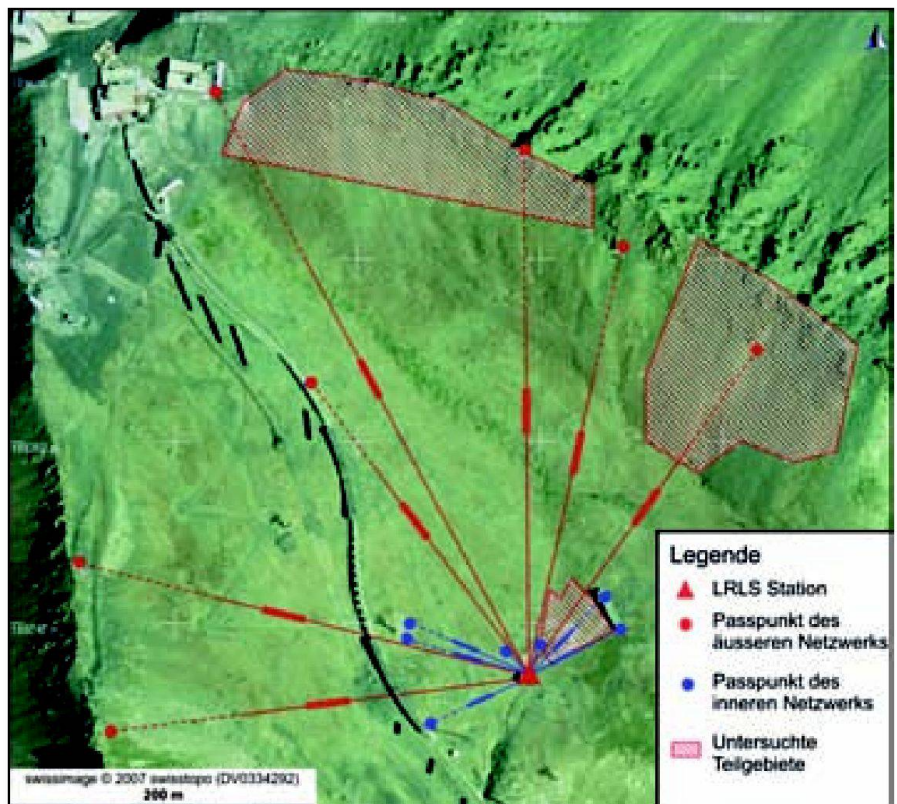 Legende
LRLS Station
Passpunkt des
äusseren Netzwerks
Passpunkt des
inneren Netzwerks
Untersuchte
Teilgebiete
swissimage © 2007 swisstopo (DV0334292)
200 m